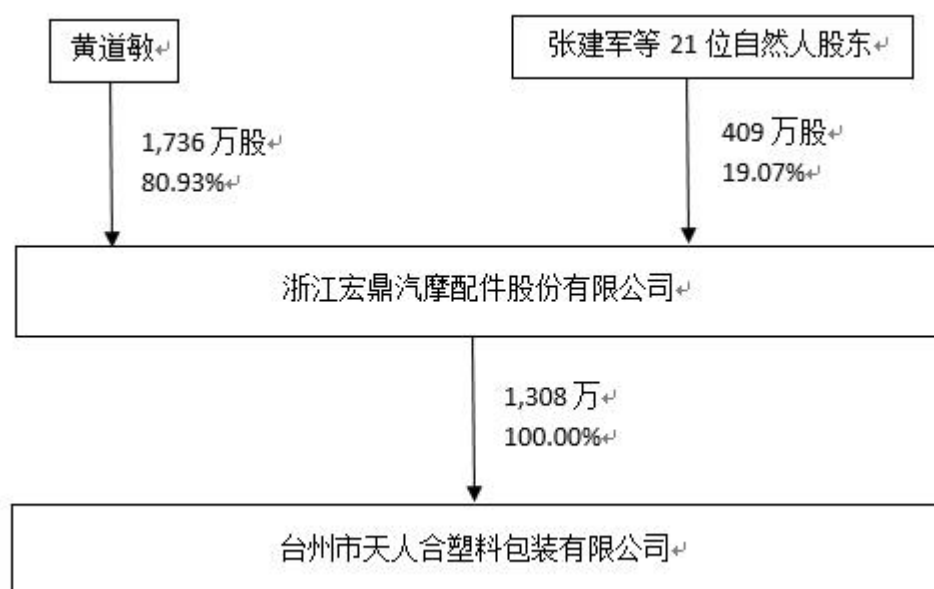 黄道敏
张建军等 21 位自然人股东
1,736 万股
80.93%
409 万股
19.07%
浙江宏鼎汽摩配件股份有限公司
1,308 万
100.00%
台州市天人合塑料包装有限公司